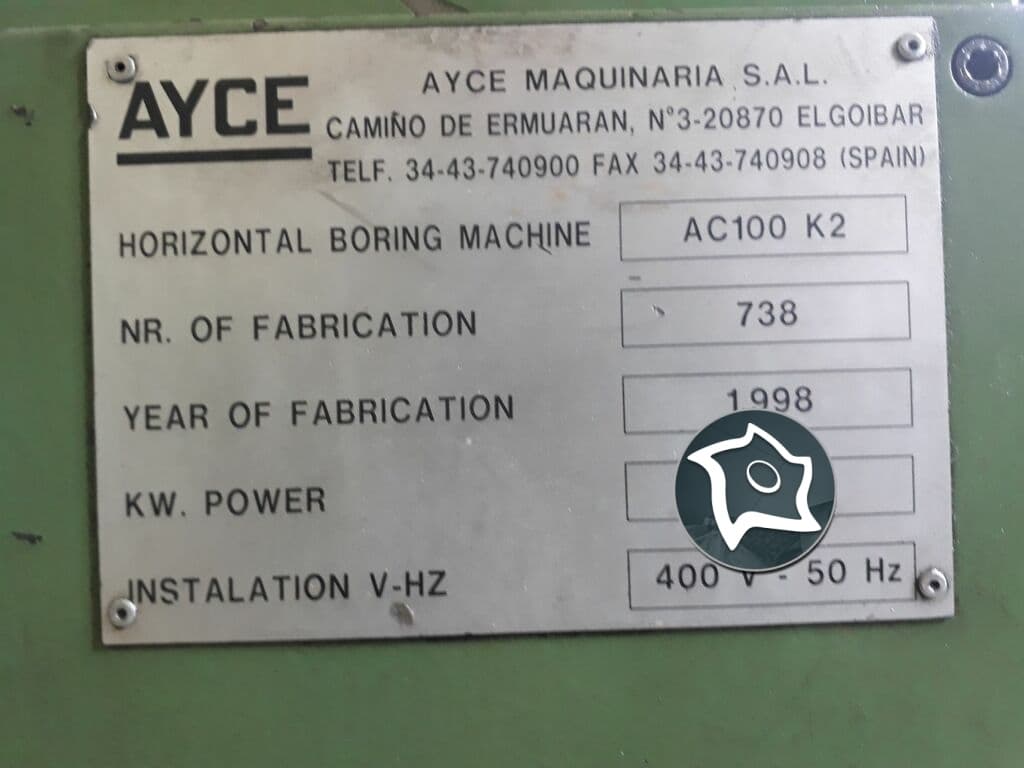 AYCE
AYCE MAQUINARIA S.A.L.
CAMIÑO DE ERMUARAN, N°3-20870 ELGOIBAR
TELF. 34-43-740900 FAX 34-43-740908 (SPAIN)
HORIZONTAL BORING MACHINE AC100 K2
NR. OF FABRICATION 738
YEAR OF FABRICATION 1998
KW. POWER
INSTALATION V-HZ 400 V - 50 Hz